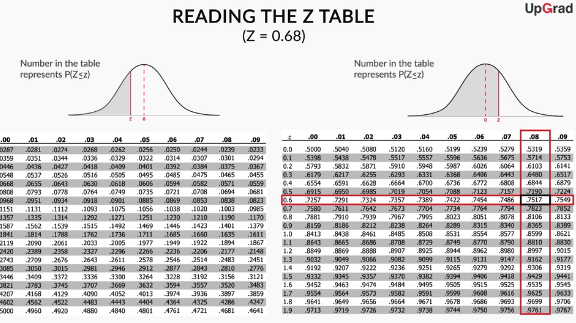 READING THE Z TABLE
UpGrad
(Z = 0.68)
Number in the table
represents P(Z≤z)
z 0
.00 .01 .02 .03 .04 .05 .06 .07 .08 .09
0287 .0281 .0274 .0268 .0262 .0256 .0250 .0244 .0239 .0233
0359 .0351 .0344 .0336 .0329 .0322 .0314 .0307 .0301 .0294
0446 .0436 .0427 .0418 .0409 .0401 .0392 .0384 .0375 .0367
0548 .0537 .0526 .0516 .0505 .0495 .0485 .0475 .0465 .0455
0668 .0655 .0643 .0630 .0618 .0606 .0594 .0582 .0571 .0559
0808 .0793 .0778 .0764 .0749 .0735 .0721 .0708 .0694 .0681
0968 .0951 .0934 .0918 .0901 .0885 .0869 .0853 .0838 .0823
1151 .1131 .1112 .1093 .1075 .1056 .1038 .1020 .1003 .0985
1357 .1335 .1314 .1292 .1271 .1251 .1230 .1210 .1190 .1170
1587 .1562 .1539 .1515 .1492 .1469 .1446 .1423 .1401 .1379
1841 .1814 .1788 .1762 .1736 .1711 .1685 .1660 .1635 .1611
2119 .2090 .2061 .2033 .2005 .1977 .1949 .1922 .1894 .1867
2420 .2389 .2358 .2327 .2296 .2266 .2236 .2206 .2177 .2148
2743 .2709 .2676 .2643 .2611 .2578 .2546 .2514 .2483 .2451
3085 .3050 .3015 .2981 .2946 .2912 .2877 .2843 .2810 .2776
3446 .3409 .3372 .3336 .3300 .3264 .3228 .3192 .3156 .3121
3821 .3783 .3745 .3707 .3669 .3632 .3594 .3557 .3520 .3483
4207 .4168 .4129 .4090 .4052 .4013 .3974 .3936 .3897 .3859
4602 .4562 .4522 .4483 .4443 .4404 .4364 .4325 .4286 .4247
5000 .4960 .4920 .4880 .4840 .4801 .4761 .4721 .4681 .4641
Number in the table
represents P(Z≤z)
0 z
z .00 .01 .02 .03 .04 .05 .06 .07 .08 .09
0.0 .5000 .5040 .5080 .5120 .5160 .5199 .5239 .5279 .5319 .5359
0.1 .5398 .5438 .5478 .5517 .5557 .5596 .5636 .5675 .5714 .5753
0.2 .5793 .5832 .5871 .5910 .5948 .5987 .6026 .6064 .6103 .6141
0.3 .6179 .6217 .6255 .6293 .6331 .6368 .6406 .6443 .6480 .6517
0.4 .6554 .6591 .6628 .6664 .6700 .6736 .6772 .6808 .6844 .6879
0.5 .6915 .6950 .6985 .7019 .7054 .7088 .7123 .7157 .7190 .7224
0.6 .7257 .7291 .7324 .7357 .7389 .7422 .7454 .7486 .7517 .7549
0.7 .7580 .7611 .7642 .7673 .7704 .7734 .7764 .7794 .7823 .7852
0.8 .7881 .7910 .7939 .7967 .7995 .8023 .8051 .8078 .8106 .8133
0.9 .8159 .8186 .8212 .8238 .8264 .8289 .8315 .8340 .8365 .8389
1.0 .8413 .8438 .8461 .8485 .8508 .8531 .8554 .8577 .8599 .8621
1.1 .8643 .8665 .8686 .8708 .8729 .8749 .8770 .8790 .8810 .8830
1.2 .8849 .8869 .8888 .8907 .8925 .8944 .8962 .8980 .8997 .9015
1.3 .9032 .9049 .9066 .9082 .9099 .9115 .9131 .9147 .9162 .9177
1.4 .9192 .9207 .9222 .9236 .9251 .9265 .9279 .9292 .9306 .9319
1.5 .9332 .9345 .9357 .9370 .9382 .9394 .9406 .9418 .9429 .9441
1.6 .9452 .9463 .9474 .9484 .9495 .9505 .9515 .9525 .9535 .9545
1.7 .9554 .9564 .9573 .9582 .9591 .9599 .9608 .9616 .9625 .9633
1.8 .9641 .9649 .9656 .9664 .9671 .9678 .9686 .9693 .9699 .9706
1.9 .9713 .9719 .9726 .9732 .9738 .9744 .9750 .9756 .9761 .9767